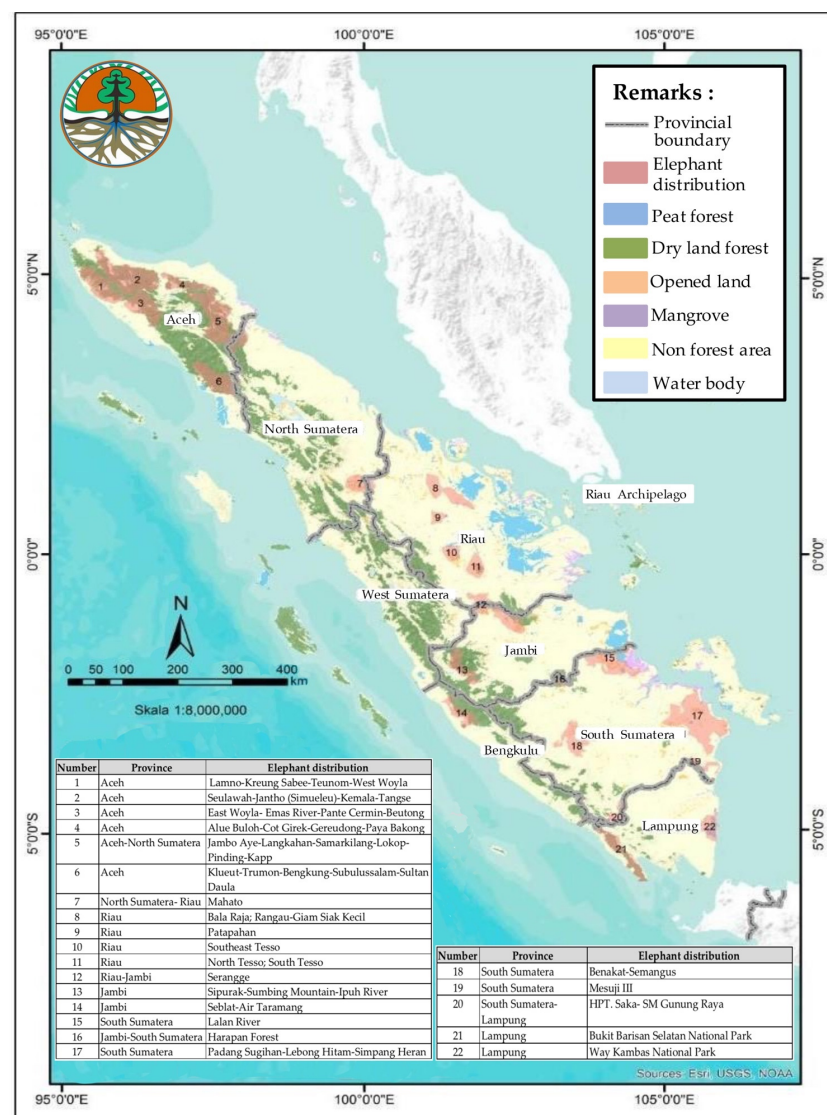 95°0'0"E 100°0'0"E 105°0'0"E
Remarks :
Provincial
boundary
Elephant
distribution
Peat forest
Dry land forest
Opened land
Mangrove
Non forest area
Water body
5°0'0"N 5°0'0"N
1
2
3
4
5
6
Aceh
North Sumatera
7
8
9
Riau Archipelago
Riau
10
11
0°0'0" 0°0'0"
West Sumatera
12
N
Jambi
13
15
16
0 50 100 200 300 400
km
Skala 1:8,000,000
14
17
South Sumatera
18
Bengkulu
19
20
Lampung
22
21
5°0'0"S 5°0'0"S
Number Province Elephant distribution
1 Aceh Lamno-Kreung Sabee-Teunom-West Woyla
2 Aceh Seulawah-Jantho (Simueleu)-Kemala-Tangse
3 Aceh East Woyla- Emas River-Pante Cermin-Beutong
4 Aceh Alue Buloh-Cot Girek-Gereudong-Paya Bakong
5 Aceh-North Sumatera Jambo Aye-Langkahan-Samarkilang-Lokop-
Pinding-Kapp
6 Aceh Klueut-Trumon-Bengkung-Subulussalam-Sultan
Daula
7 North Sumatera- Riau Mahato
8 Riau Bala Raja; Rangau-Giam Siak Kecil
9 Riau Patapahan
10 Riau Southeast Tesso
11 Riau North Tesso; South Tesso
12 Riau-Jambi Serangge
13 Jambi Sipurak-Sumbing Mountain-Ipuh River
14 Jambi Seblat-Air Taramang
15 South Sumatera Lalan River
16 Jambi-South Sumatera Harapan Forest
17 South Sumatera Padang Sugihan-Lebong Hitam-Simpang Heran
Number Province Elephant distribution
18 South Sumatera Benakat-Semangus
19 South Sumatera Mesuji III
20 South Sumatera- HPT. Saka- SM Gunung Raya
Lampung
21 Lampung Bukit Barisan Selatan National Park
22 Lampung Way Kambas National Park
Sources: Esri, USGS, NOAA
95°0'0"E 100°0'0"E 105°0'0"E